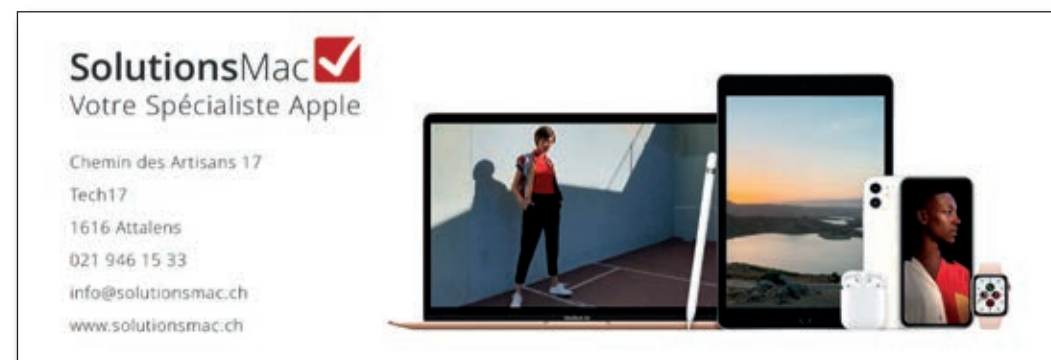 SolutionsMac
Votre Spécialiste Apple
Chemin des Artisans 17
Tech17
1616 Attalens
021 946 15 33
info@solutionsmac.ch
www.solutionsmac.ch